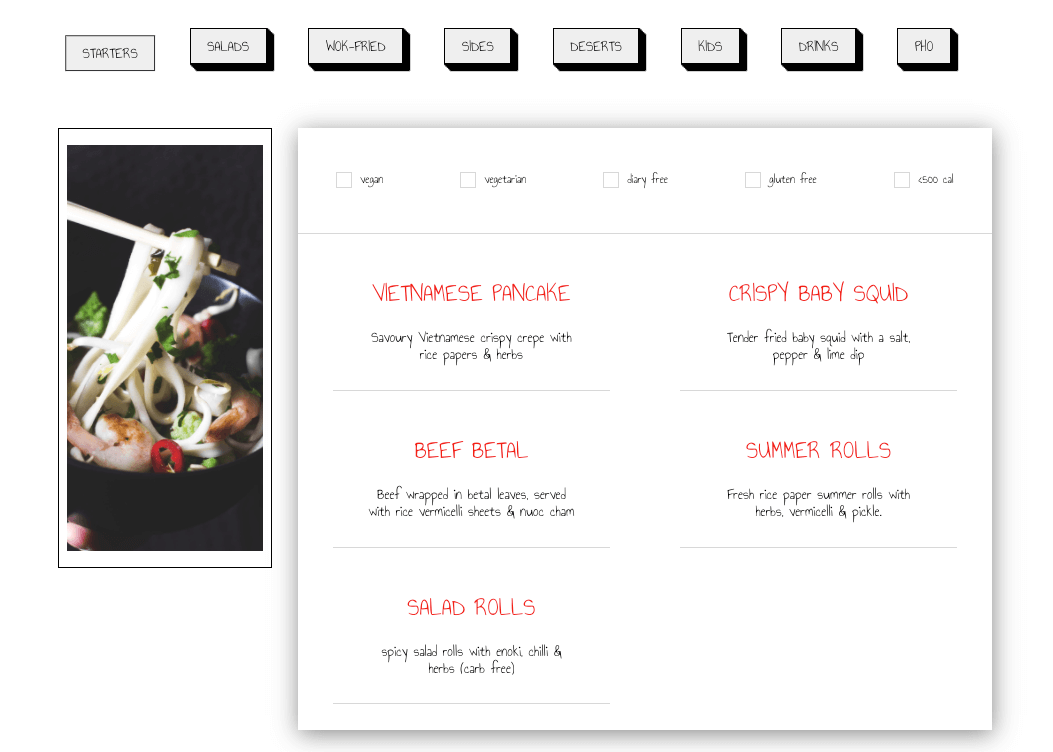 STARTERS
SALADS
WOK-FRIED
SIDES
DESERTS
KIDS
DRINKS
PHO
vegan
vegetarian
diary free
gluten free
<500 cal
VIETNAMESE PANCAKE
Savoury Vietnamese crispy crepe with
rice papers & herbs
CRISPY BABY SQUID
Tender fried baby squid with a salt,
pepper & lime dip
BEEF BETAL
Beef wrapped in betal leaves, served
with rice vermicelli sheets & nuoc cham
SUMMER ROLLS
Fresh rice paper summer rolls with
herbs, vermicelli & pickle.
SALAD ROLLS
spicy salad rolls with enoki, chilli &
herbs (carb free)